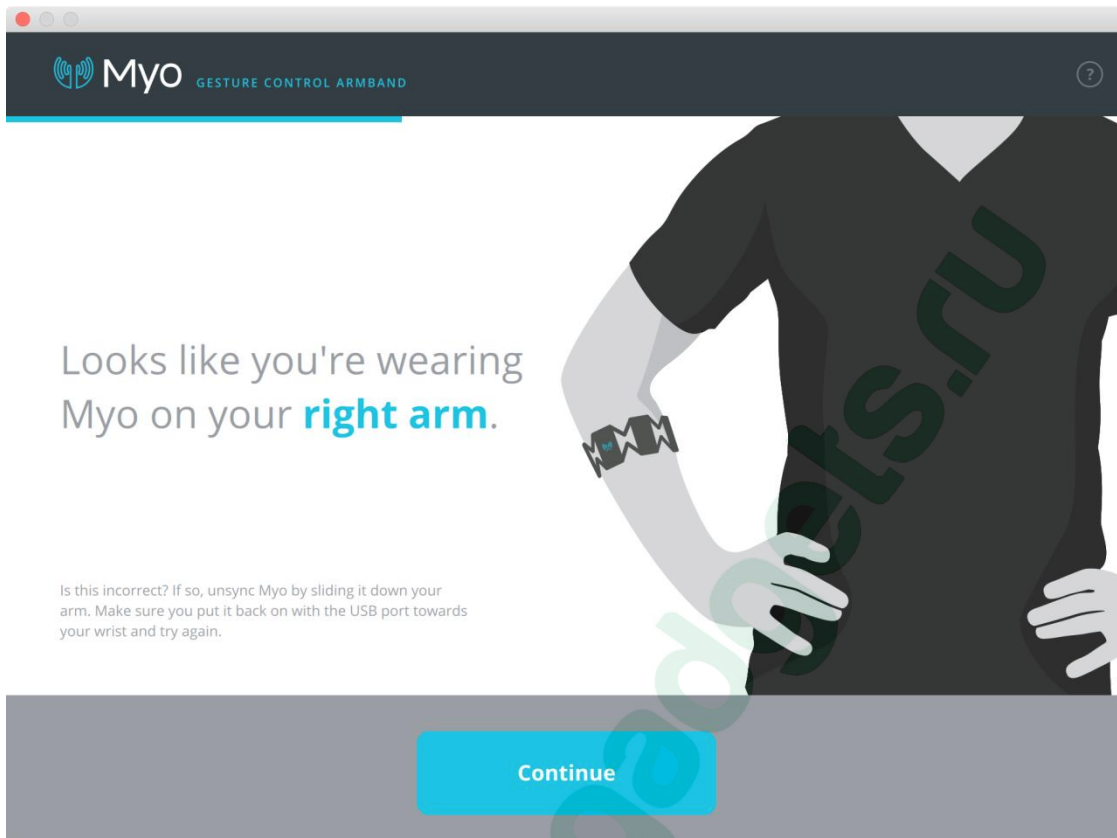 Myo GESTURE CONTROL ARMBAND
?
Looks like you're wearing
Myo on your right arm.
Is this incorrect? If so, unsync Myo by sliding it down your
arm. Make sure you put it back on with the USB port towards
your wrist and try again.
Continue
adgets.ru